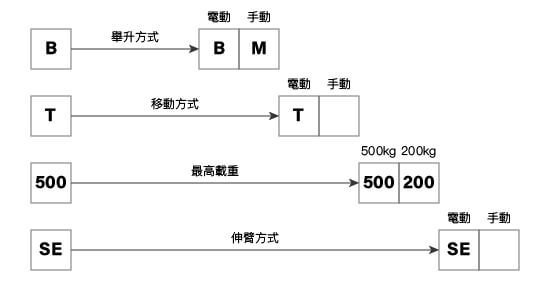 電動 手動
B 舉升方式 B M
電動 手動
T 移動方式 T
500kg 200kg
500 最高載重 500 200
電動 手動
SE 伸臂方式 SE